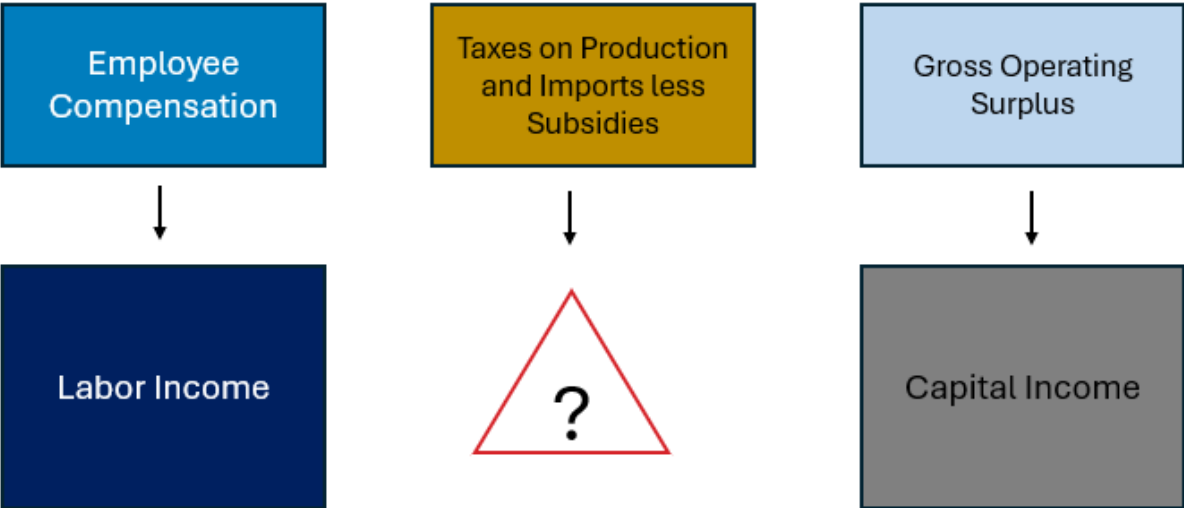 Employee
Compensation
Taxes on Production
and Imports less
Subsidies
Gross Operating
Surplus
Labor Income
?
Capital Income